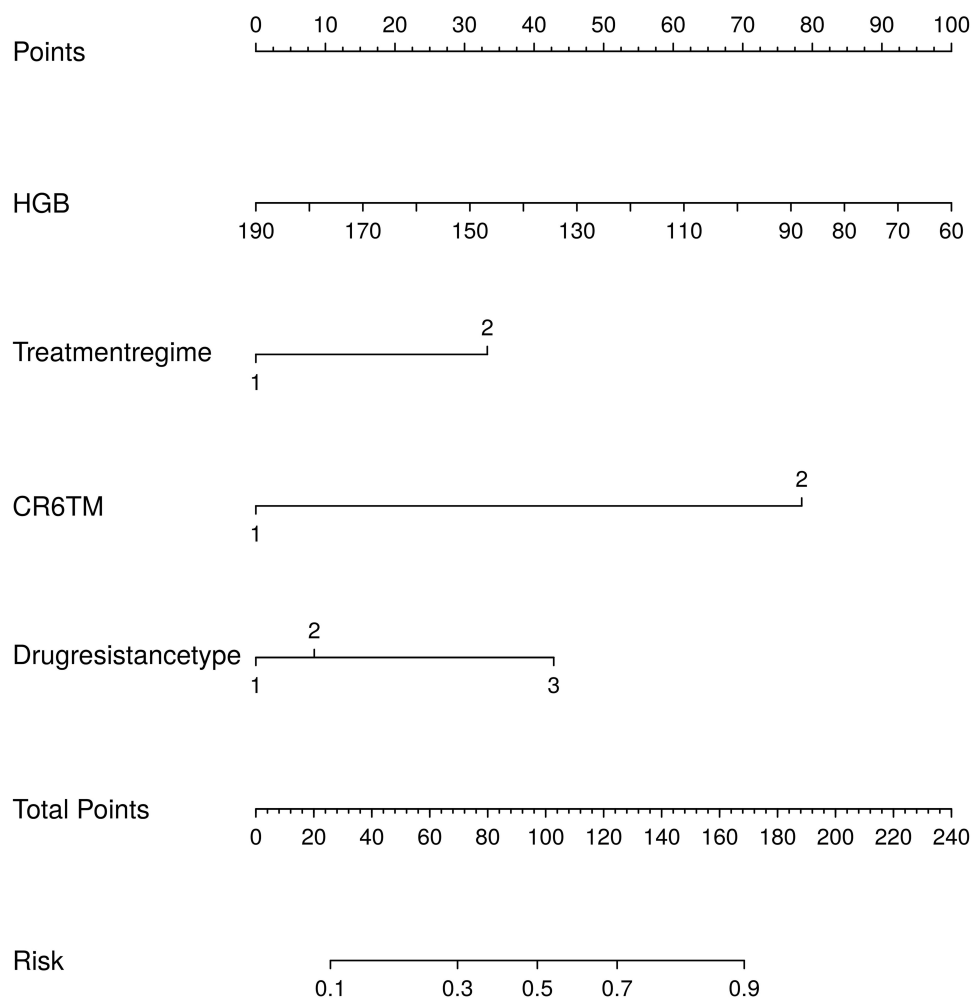 0 10 20 30 40 50 60 70 80 90 100
Points
HGB
190 170 150 130 110 90 80 70 60
2
Treatmentregime
1
2
CR6TM
1
2
Drugresistancetype
1 3
Total Points
0 20 40 60 80 100 120 140 160 180 200 220 240
Risk
0.1 0.3 0.5 0.7 0.9